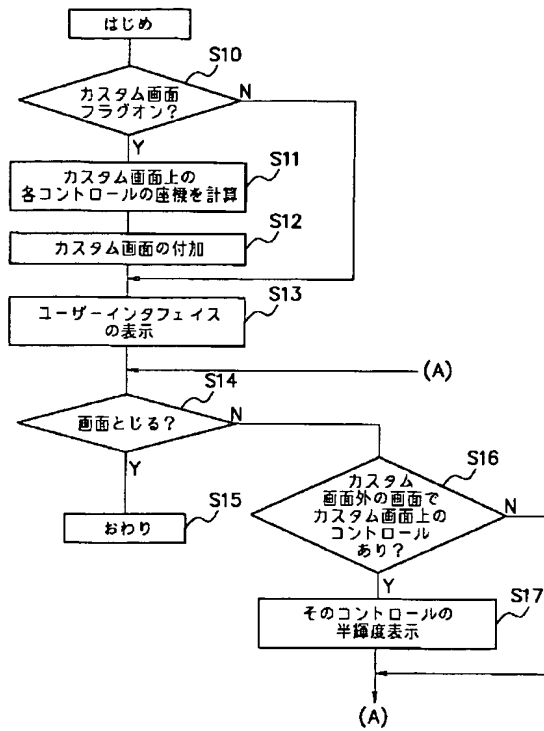 はじめ
S10
カスタム画面
フラグオン？
N
Y
S11
カスタム画面上の
各コントロールの座機を計算
S12
カスタム画面の付加
S13
ユーザーインタフェイス
の表示
(A)
S14
画面とじる？
N
Y
S15
おわり
S16
カスタム
画面外の画面で
カスタム画面上の
コントロール
あり？
N
Y
S17
そのコントロールの
半輝度表示
(A)